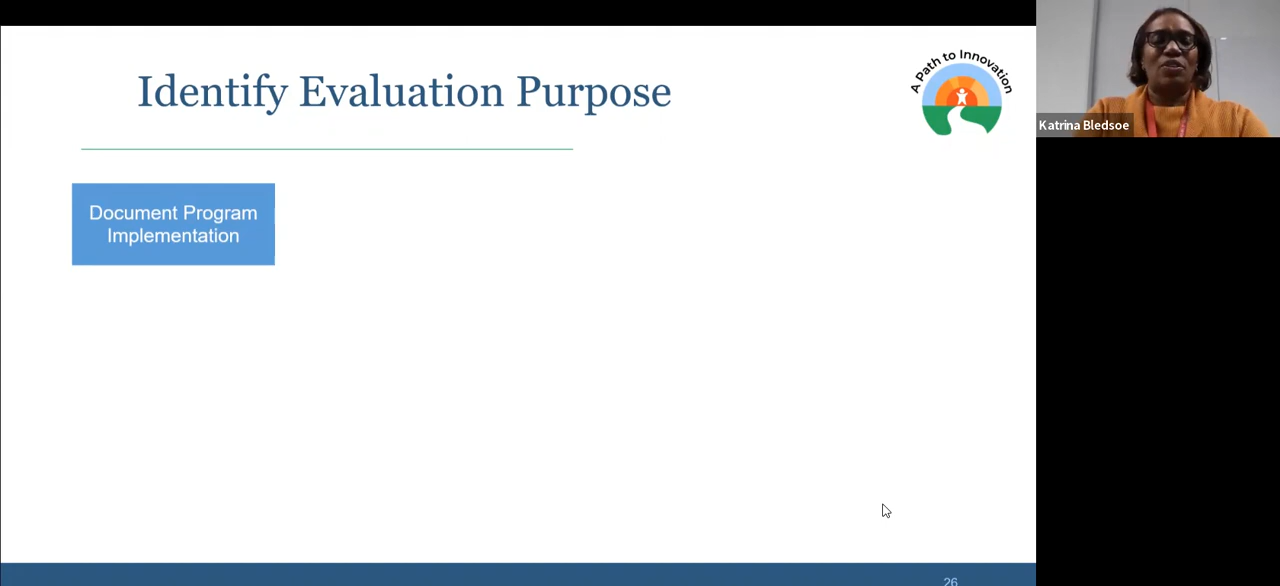 Identify Evaluation Purpose
A Path to Innovation
Katrina Bledsoe
Document Program
Implementation
26